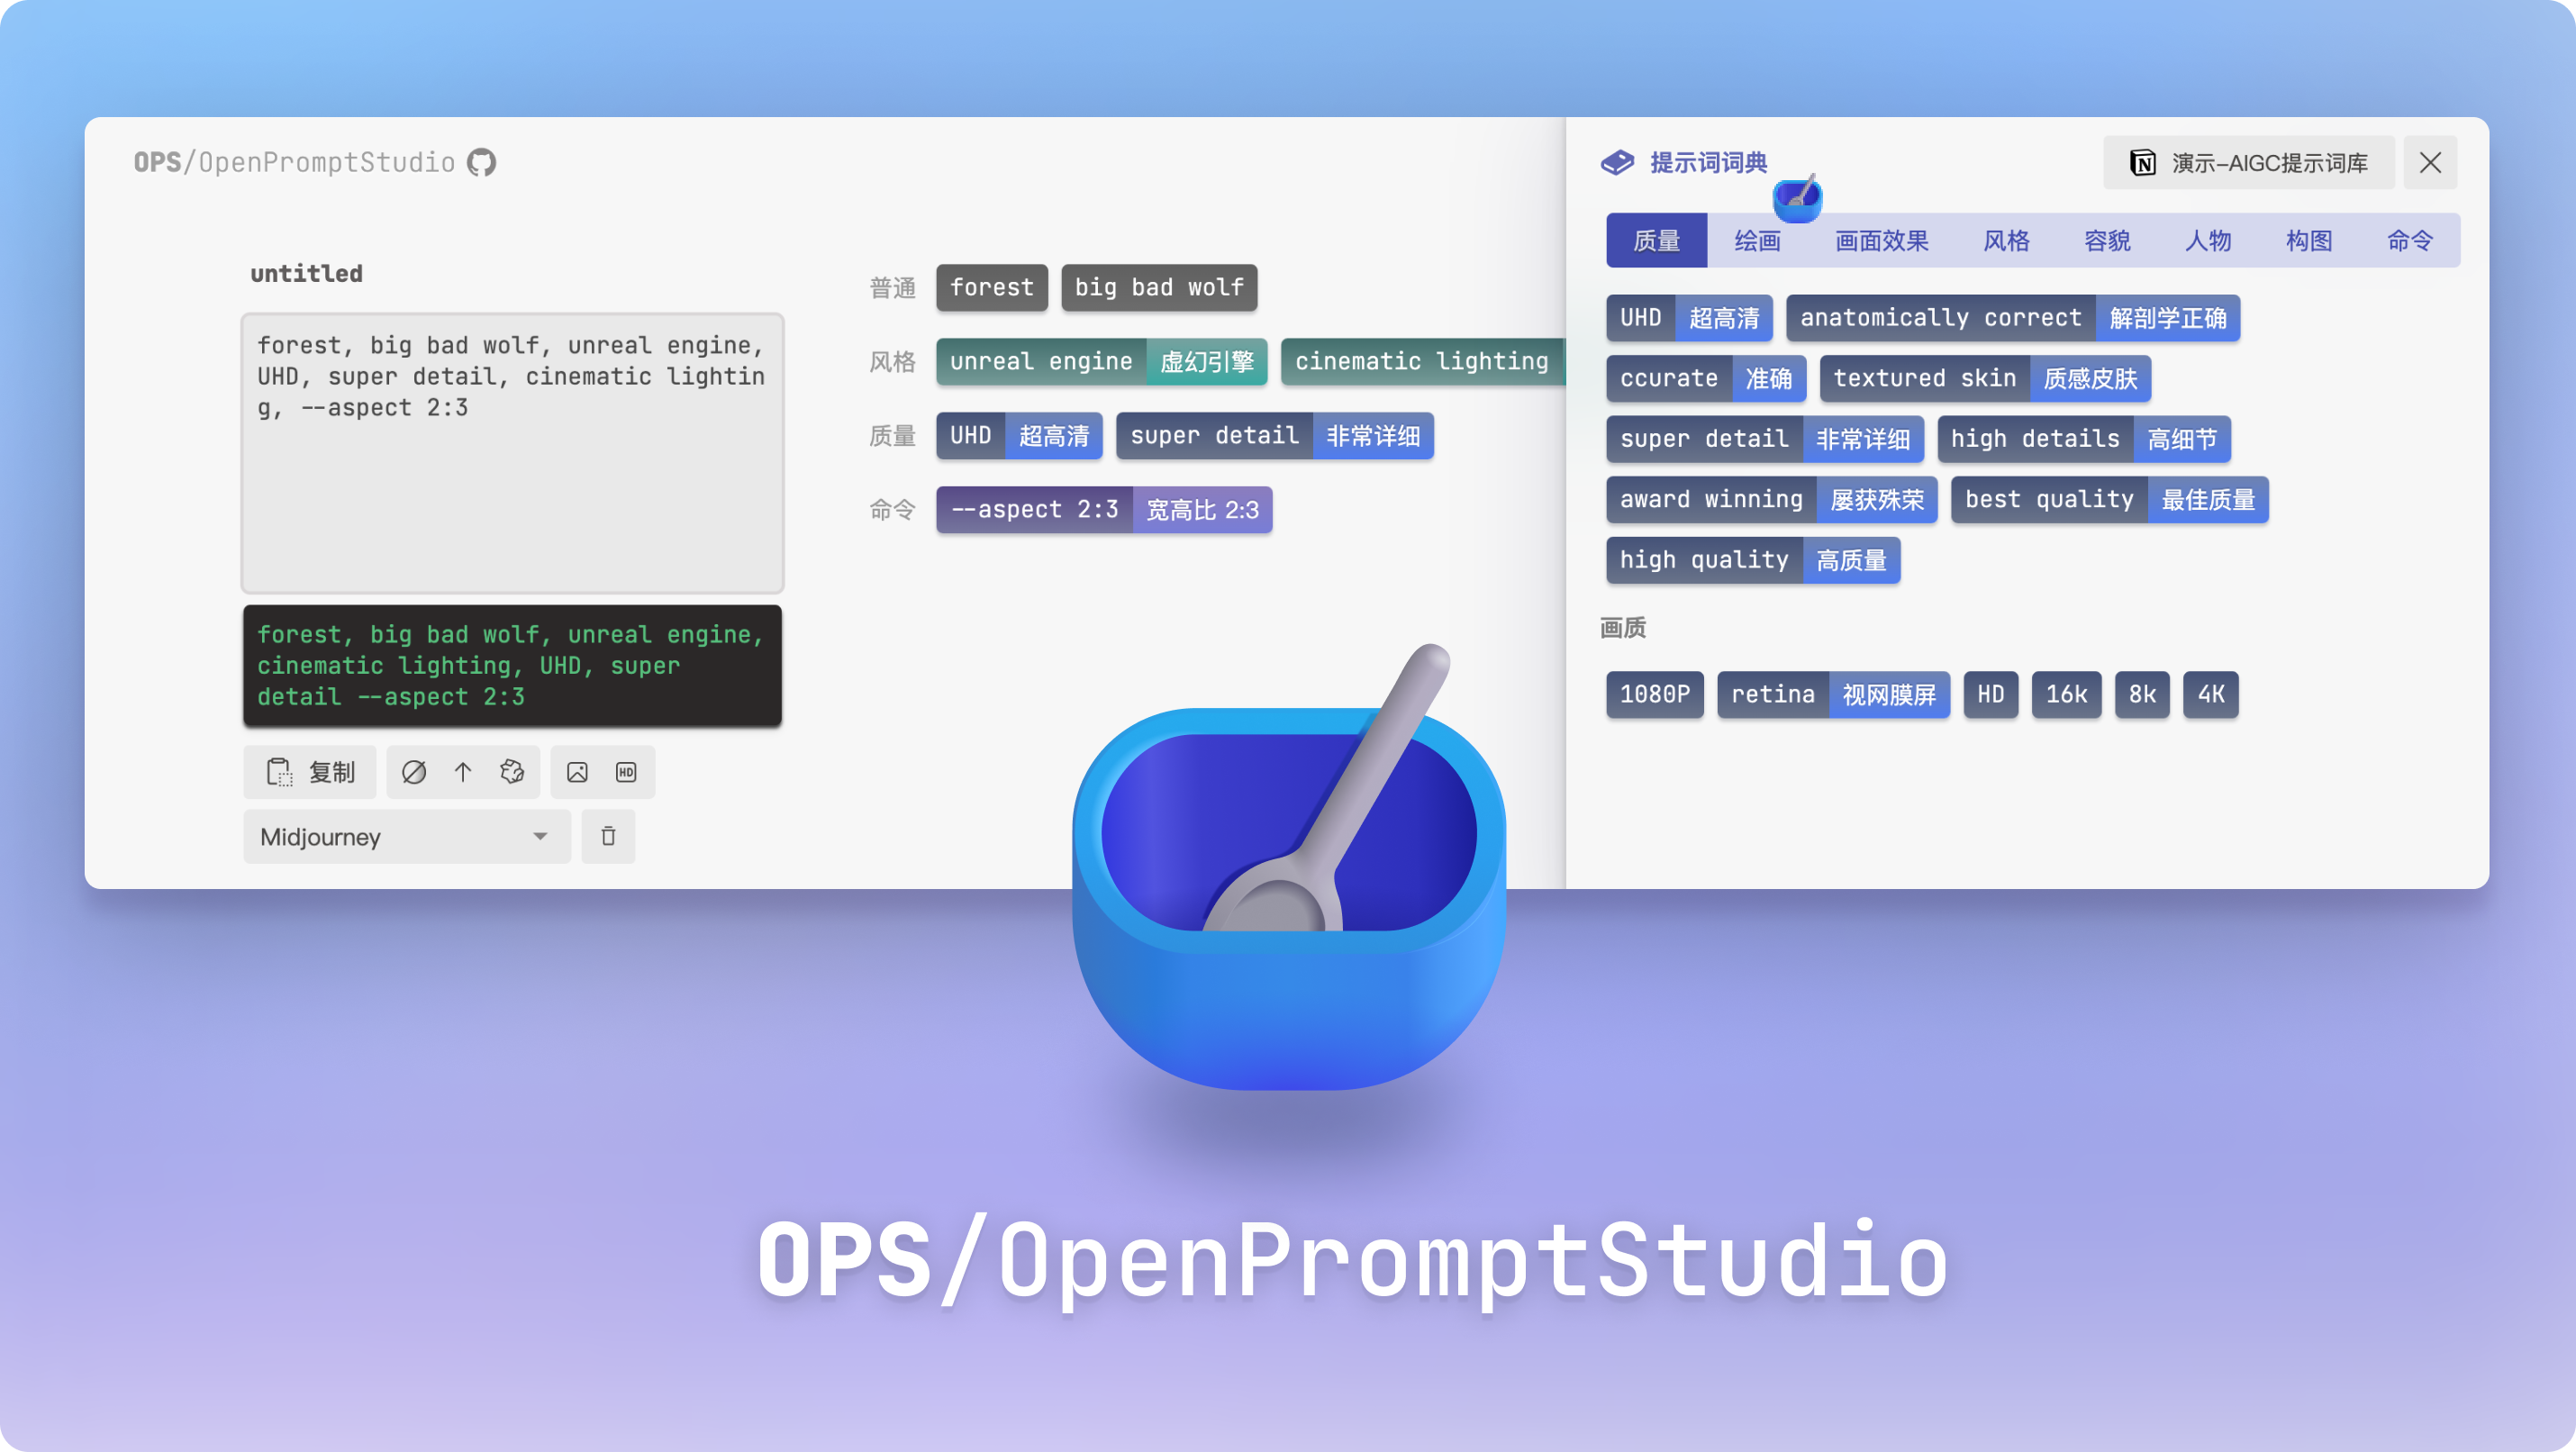 OPS/OpenPromptStudio
untitled
forest, big bad wolf, unreal engine,
UHD, super detail, cinematic lightin
g, --aspect 2:3
forest, big bad wolf, unreal engine,
cinematic lighting, UHD, super
detail --aspect 2:3
复制
HD
Midjourney
普通 forest big bad wolf
风格 unreal engine 虚幻引擎 cinematic lighting
质量 UHD 超高清 super detail 非常详细
命令 --aspect 2:3 宽高比 2:3
提示词词典
N 演示-AIGC提示词库
质量 绘画 画面效果 风格 容貌 人物 构图 命令
UHD 超高清 anatomically correct 解剖学正确
ccurate 准确 textured skin 质感皮肤
super detail 非常详细 high details 高细节
award winning 屡获殊荣 best quality 最佳质量
high quality 高质量
画质
1080P retina 视网膜屏 HD 16k 8k 4K
OPS/OpenPromptStudio